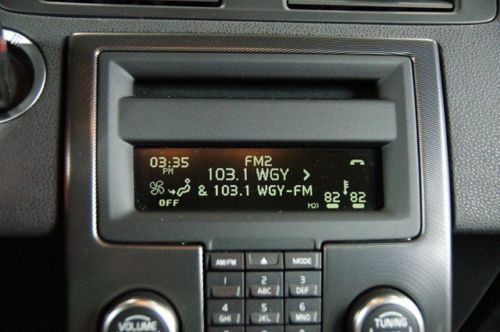 03:35
PM
FM2
103.1 WGY >
& 103.1 WGY-FM
OFF
82 82
AM/FM
MODE
1
2 ABC
3 DEF
4 GHI
5 JKL
6 MNO
VOLUME
TUNING